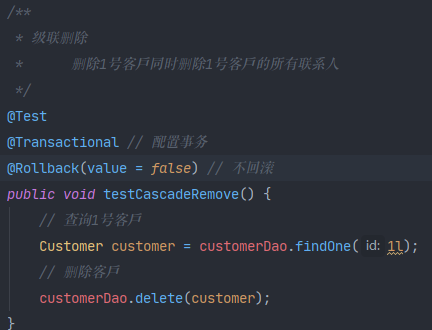 /**
 * 级联删除
 *      删除1号客户同时删除1号客户的所有联系人
 */
@Test
@Transactional // 配置事务
@Rollback(value = false) // 不回滚
public void testCascadeRemove() {
    // 查询1号客户
    Customer customer = customerDao.findOne( id: 1l);
    // 删除客户
    customerDao.delete(customer);
}